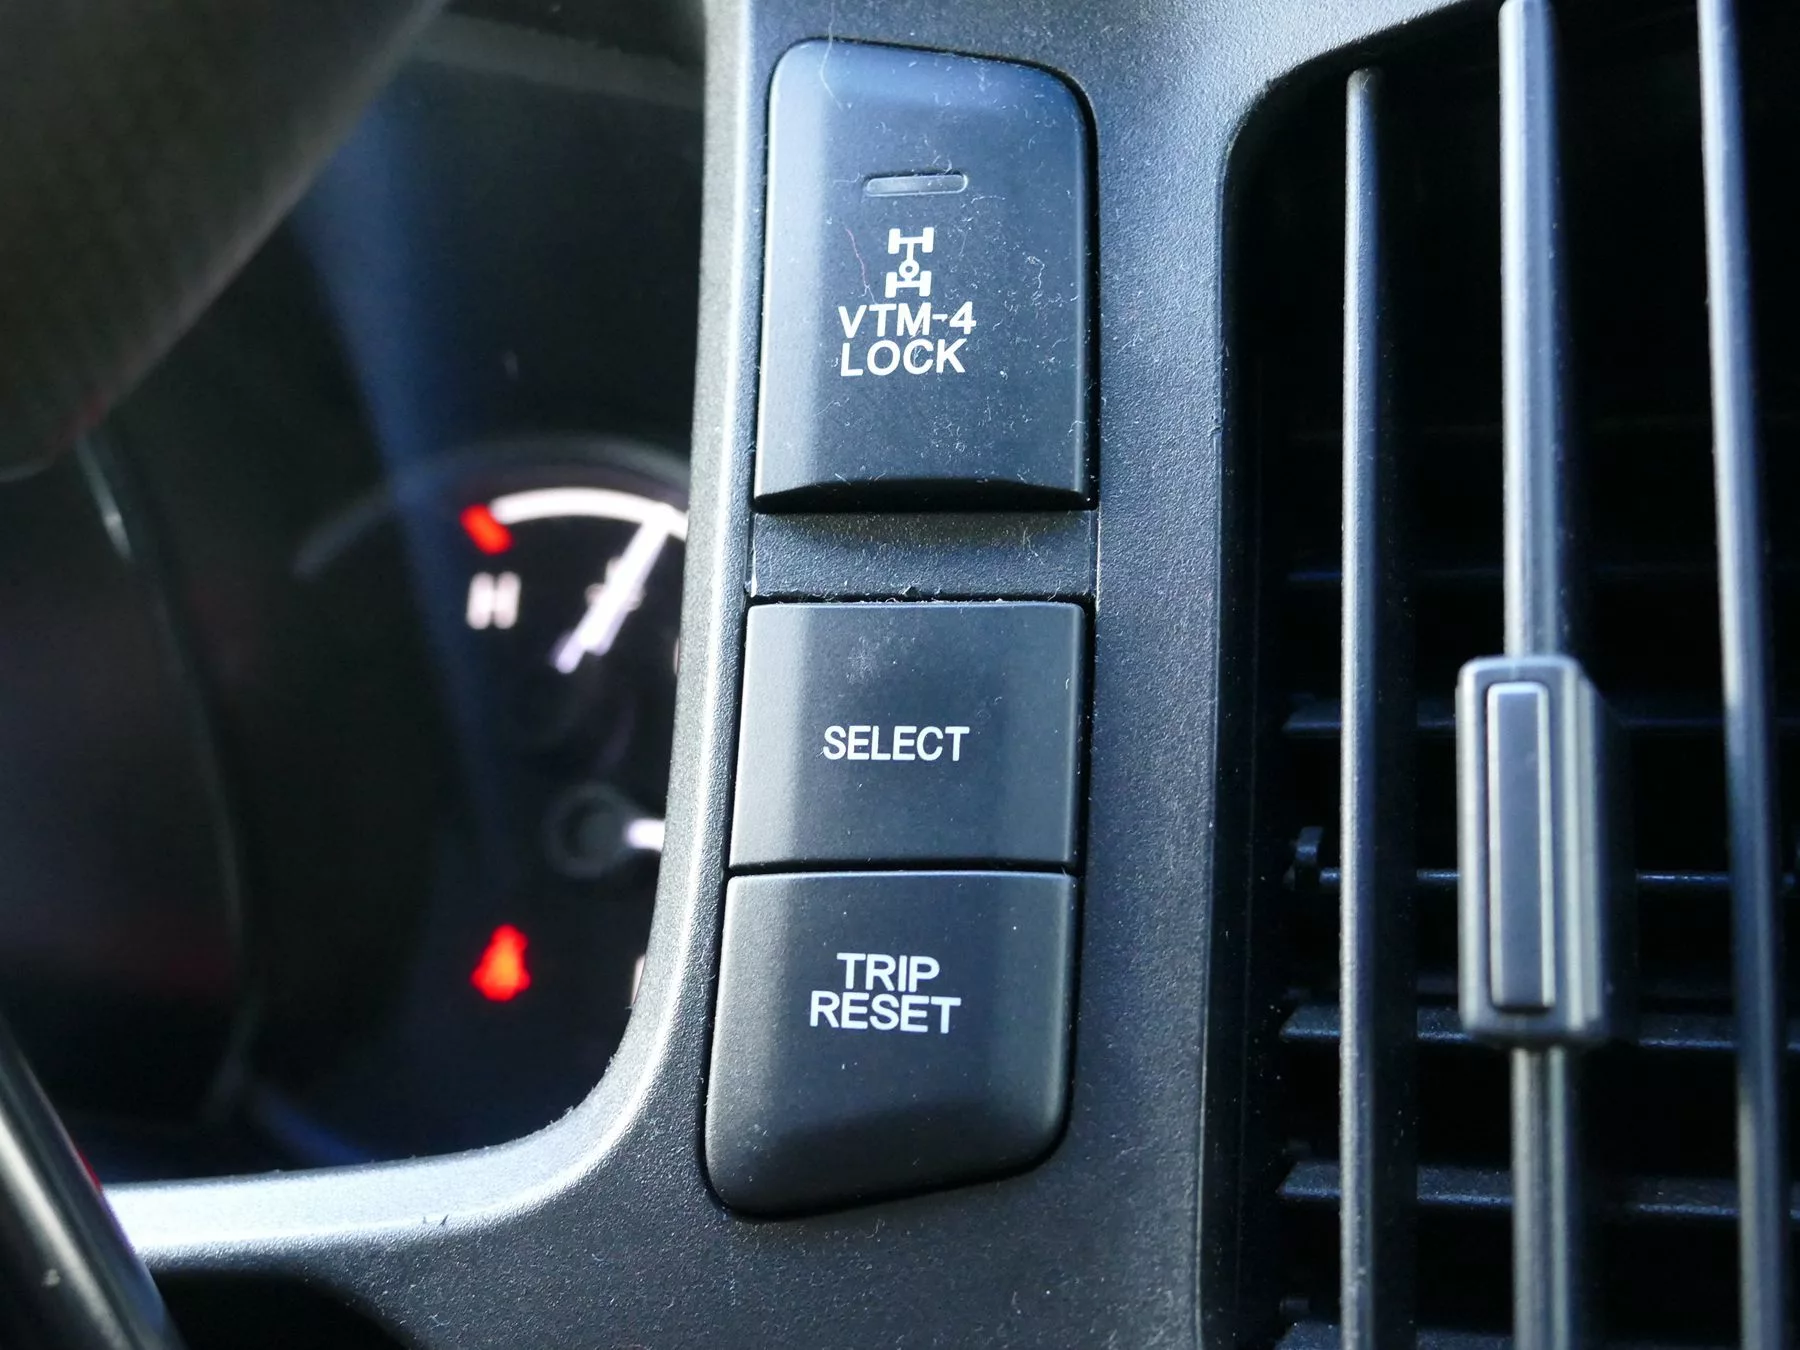 VTM-4
LOCK
H
SELECT
TRIP
RESET